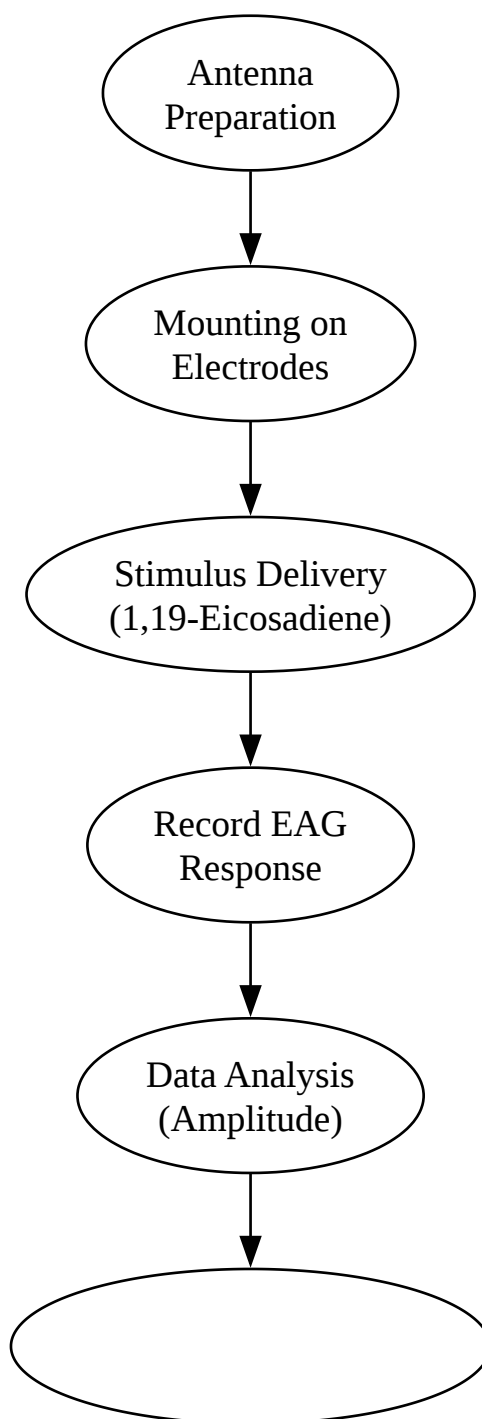 Antenna
Preparation
Mounting on
Electrodes
Stimulus Delivery
(1,19-Eicosadiene)
Record EAG
Response
Data Analysis
(Amplitude)